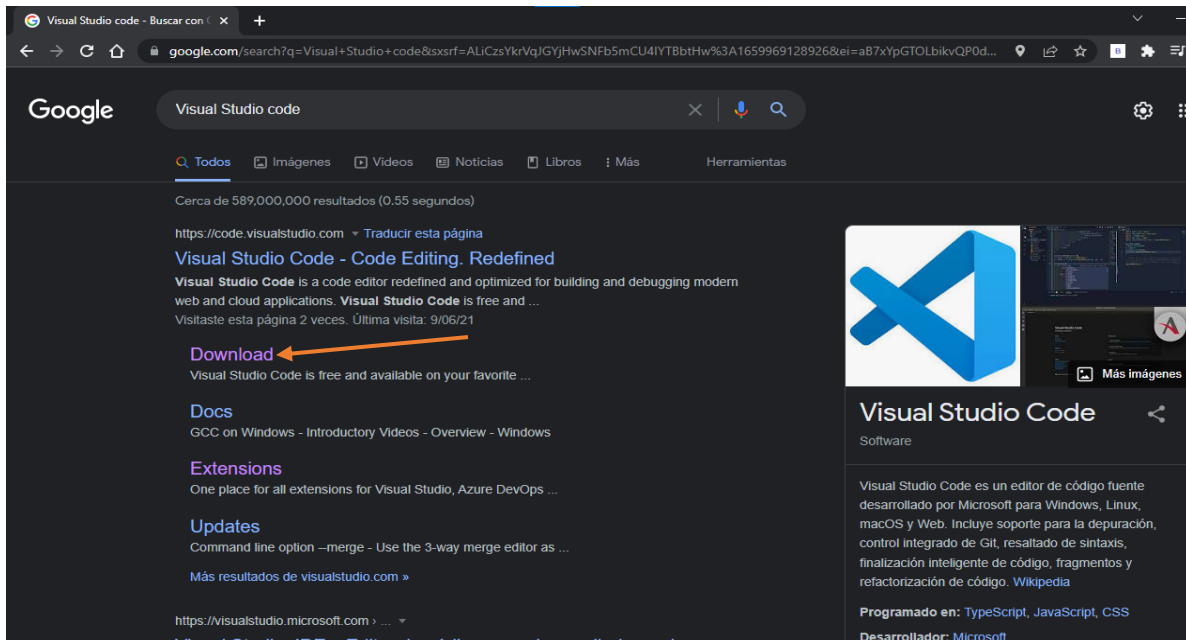 Visual Studio code - Buscar con G
google.com/search?q=Visual+Studio+code&sxsrf=ALiCzsYkrVqJGYjHwSNFb5mCU4IYTBbtHw%3A1659969128926&ei=aB7xYpGTOLbikvQP0d...
Google
Visual Studio code
Todos Imágenes Videos Noticias Libros Más Herramientas
Cerca de 589,000,000 resultados (0.55 segundos)
https://code.visualstudio.com Traducir esta página
Visual Studio Code - Code Editing. Redefined
Visual Studio Code is a code editor redefined and optimized for building and debugging modern
web and cloud applications. Visual Studio Code is free and ...
Visitaste esta página 2 veces. Última visita: 9/06/21
Download
Visual Studio Code is free and available on your favorite ...
Docs
GCC on Windows - Introductory Videos - Overview - Windows
Extensions
One place for all extensions for Visual Studio, Azure DevOps ...
Updates
Command line option –merge - Use the 3-way merge editor as ...
Más resultados de visualstudio.com »
https://visualstudio.microsoft.com › ...
Más imágenes
Visual Studio Code
Software
Visual Studio Code es un editor de código fuente
desarrollado por Microsoft para Windows, Linux,
macOS y Web. Incluye soporte para la depuración,
control integrado de Git, resaltado de sintaxis,
finalización inteligente de código, fragmentos y
refactorización de código. Wikipedia
Programado en: TypeScript, JavaScript, CSS
Desarrollador: Microsoft